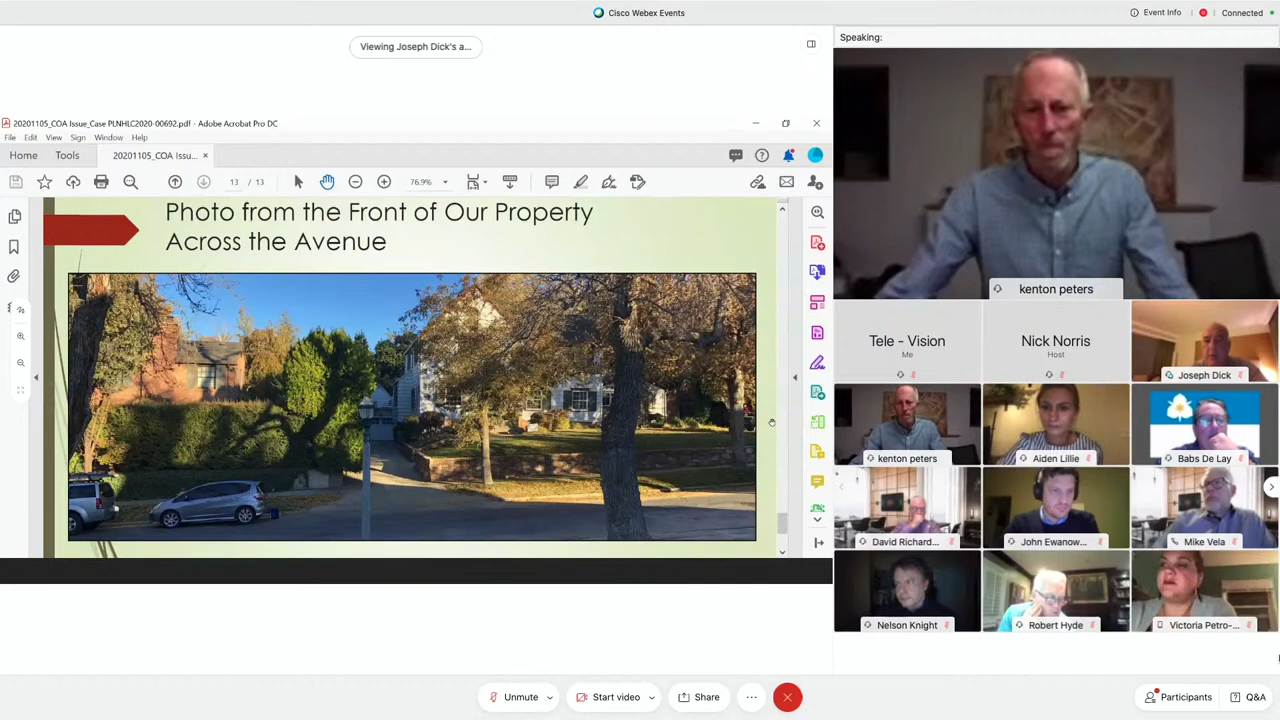 Cisco Webex Events
Event Info
Connected
Viewing Joseph Dick's a...
Speaking:
20201105_COA Issue_Case PLNHLC2020-00692.pdf - Adobe Acrobat Pro DC
File Edit View Sign Window Help
Home Tools 20201105_COA Issu... ×
13 / 13 76.9%
Photo from the Front of Our Property
Across the Avenue
kenton peters
Tele - Vision
Me
Nick Norris
Host
Joseph Dick
kenton peters
Aiden Lillie
Babs De Lay
David Richard...
John Ewanow...
Mike Vela
Nelson Knight
Robert Hyde
Victoria Petro-...
Unmute
Start video
Share
Participants
Q&A